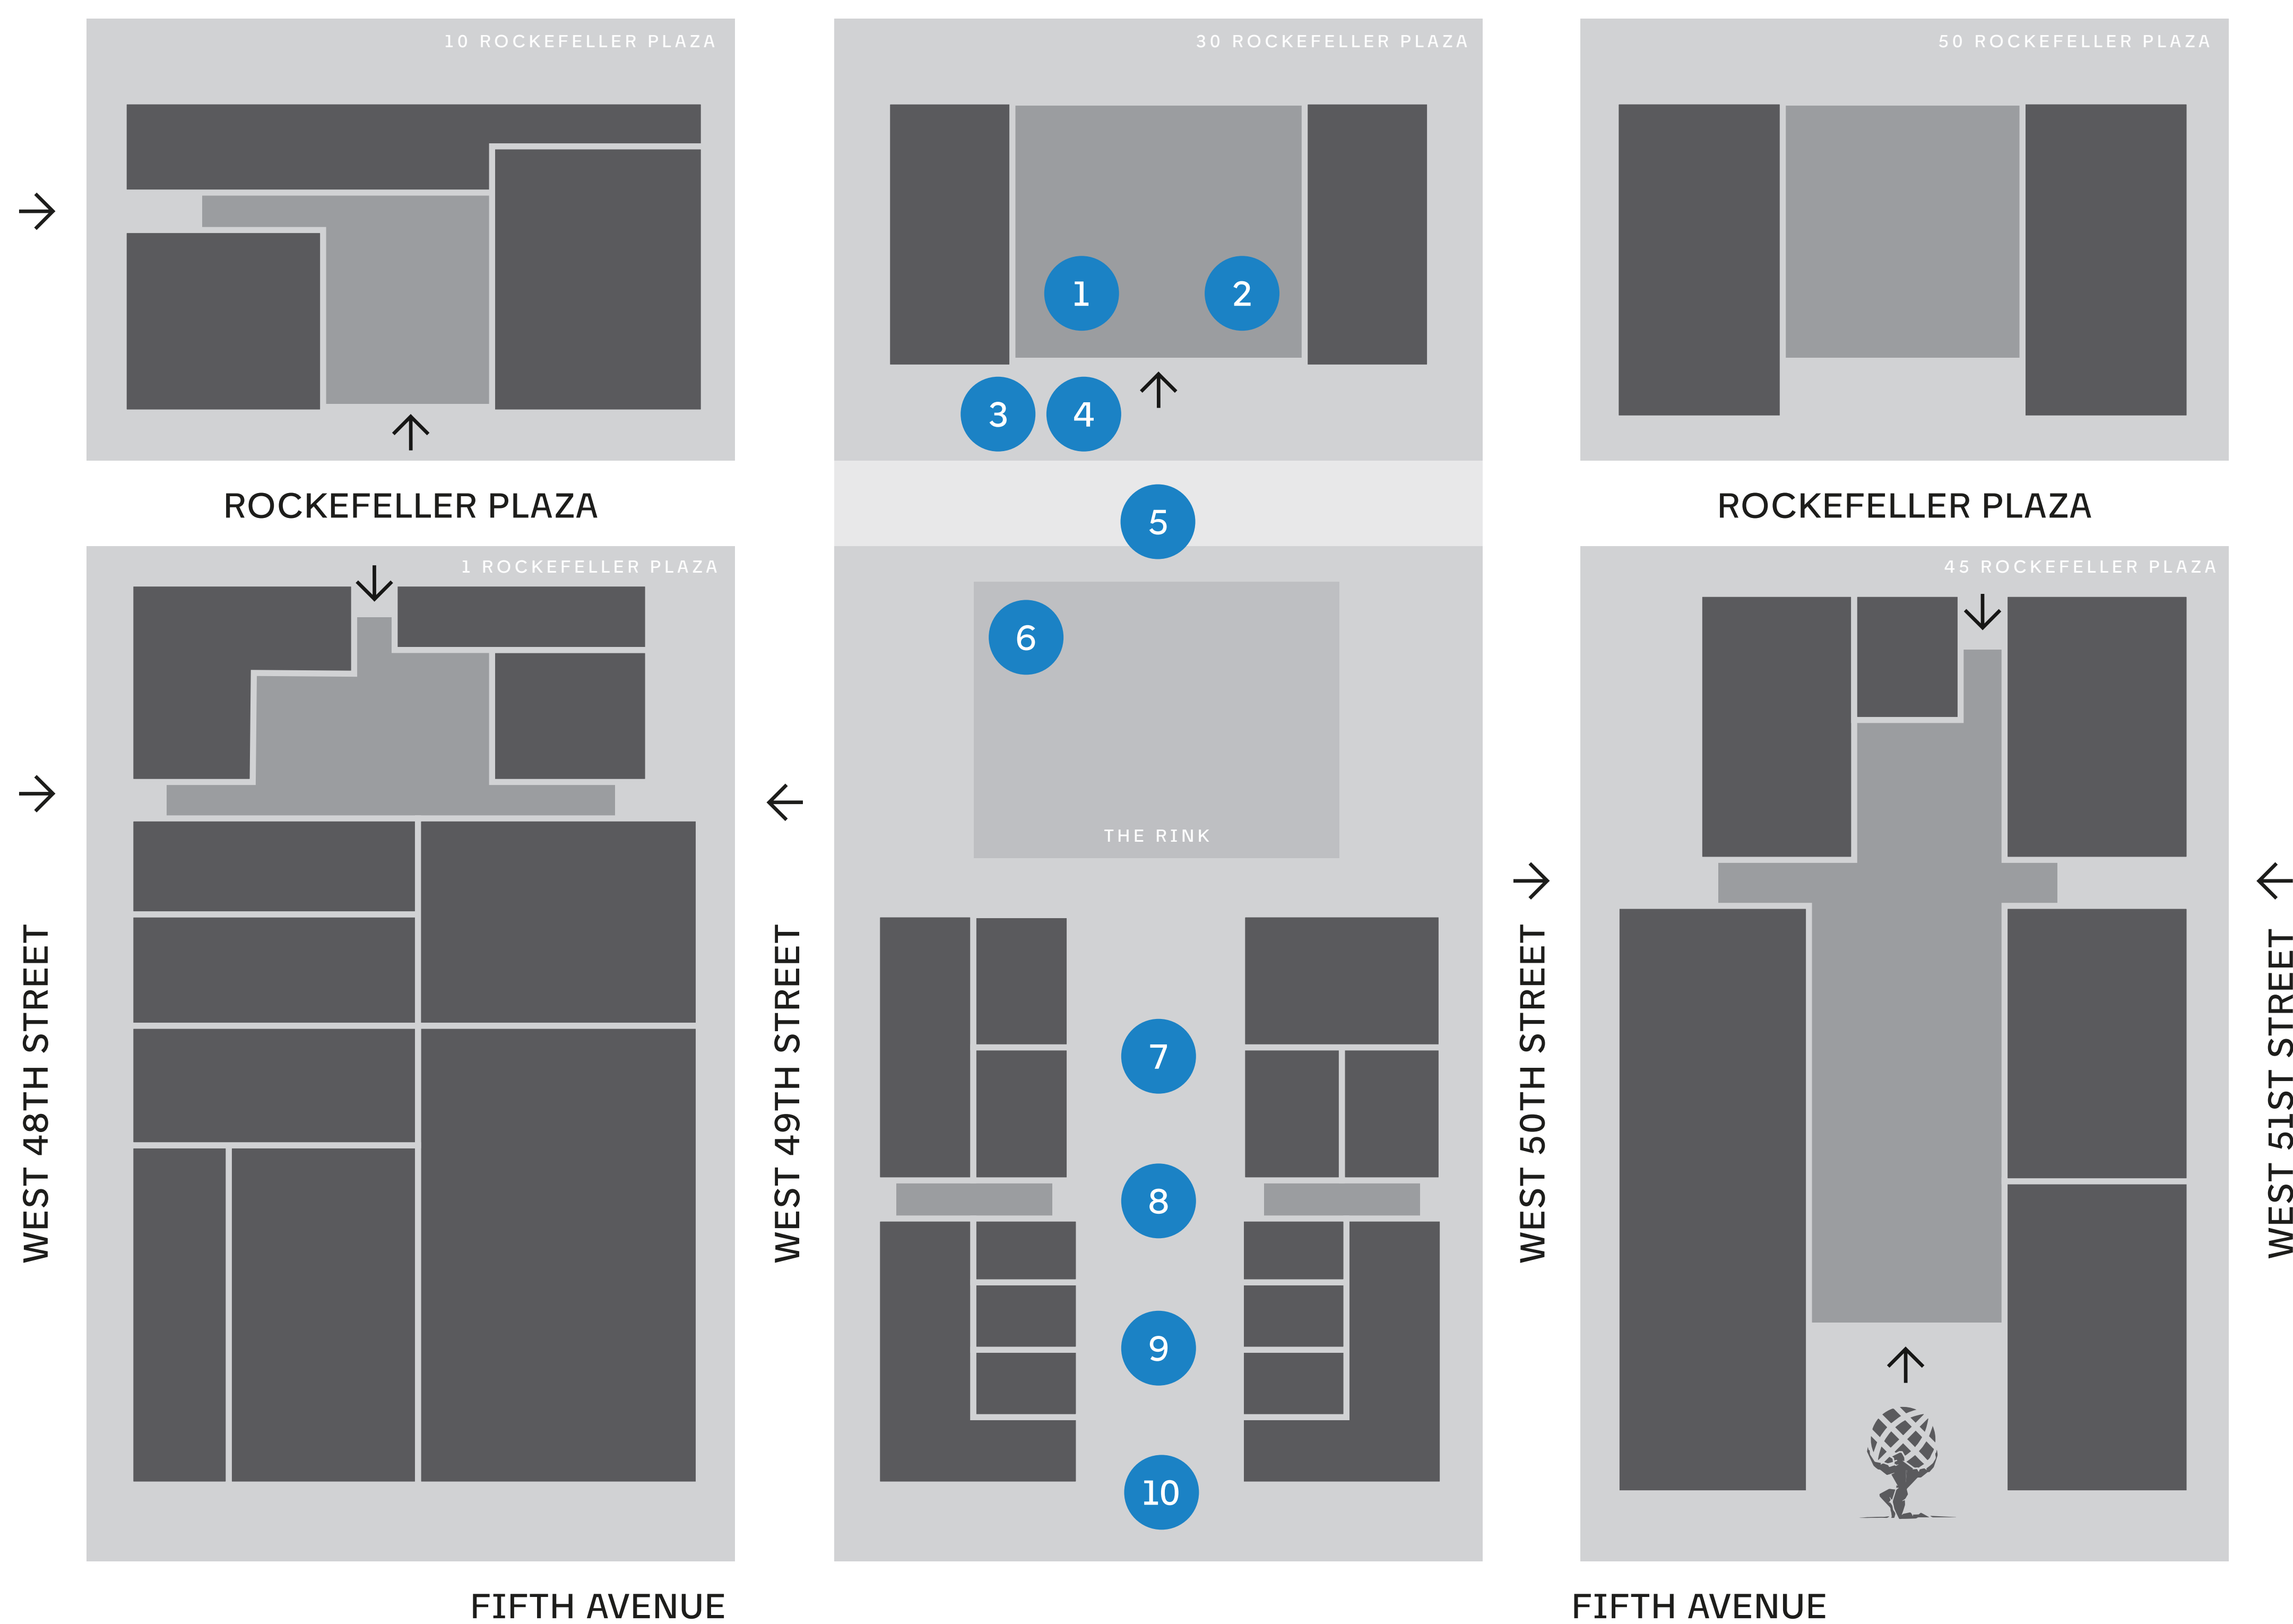 10 ROCKEFELLER PLAZA
30 ROCKEFELLER PLAZA
50 ROCKEFELLER PLAZA
1
2
3
4
ROCKEFELLER PLAZA
5
ROCKEFELLER PLAZA
1 ROCKEFELLER PLAZA
45 ROCKEFELLER PLAZA
6
THE RINK
WEST 48TH STREET
WEST 49TH STREET
WEST 50TH STREET
WEST 51ST STREET
7
8
9
10
FIFTH AVENUE
FIFTH AVENUE